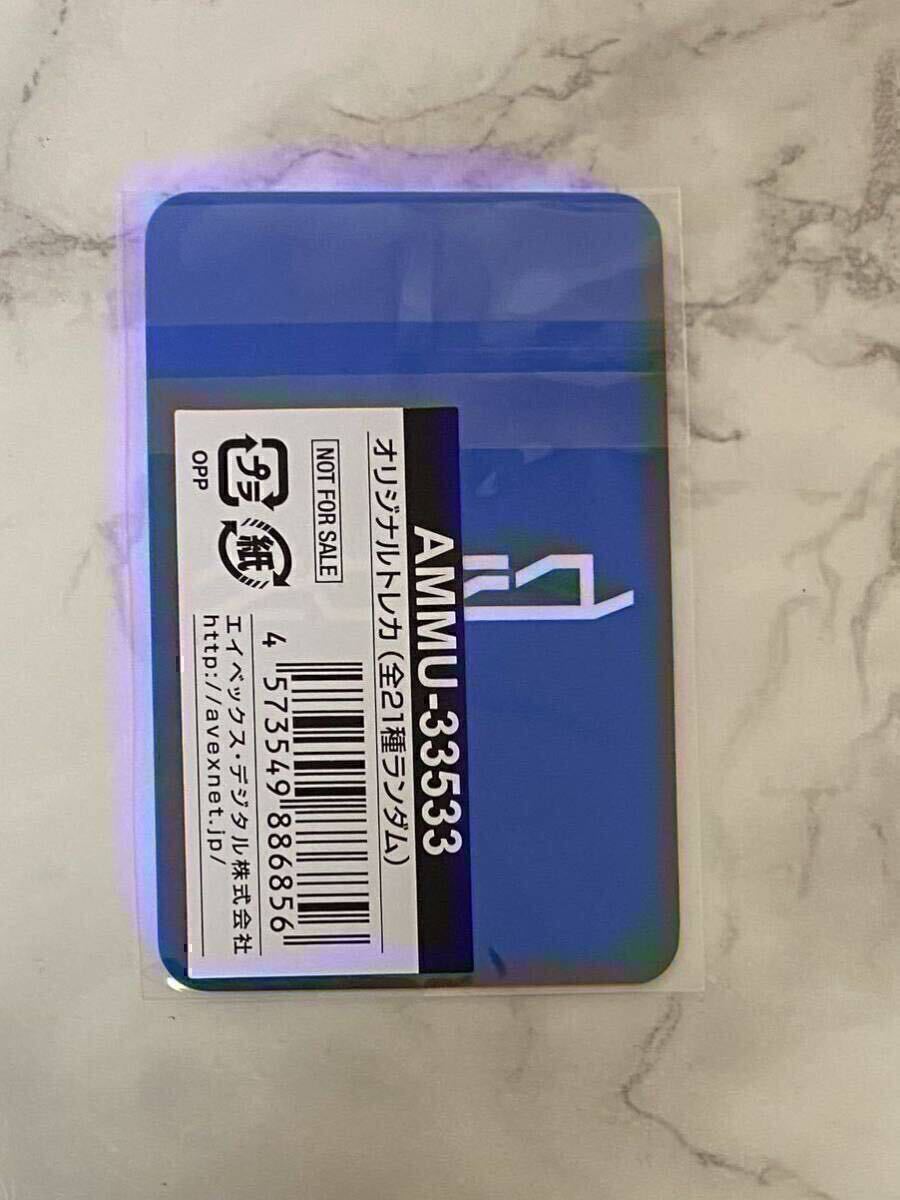 AMMU-33533
オリジナルトレカ(全21種ランダム)
NOT FOR SALE
4 573549 886856
プラ
OPP
紙
エイベックス・デジタル株式会社
http://avexnet.jp/